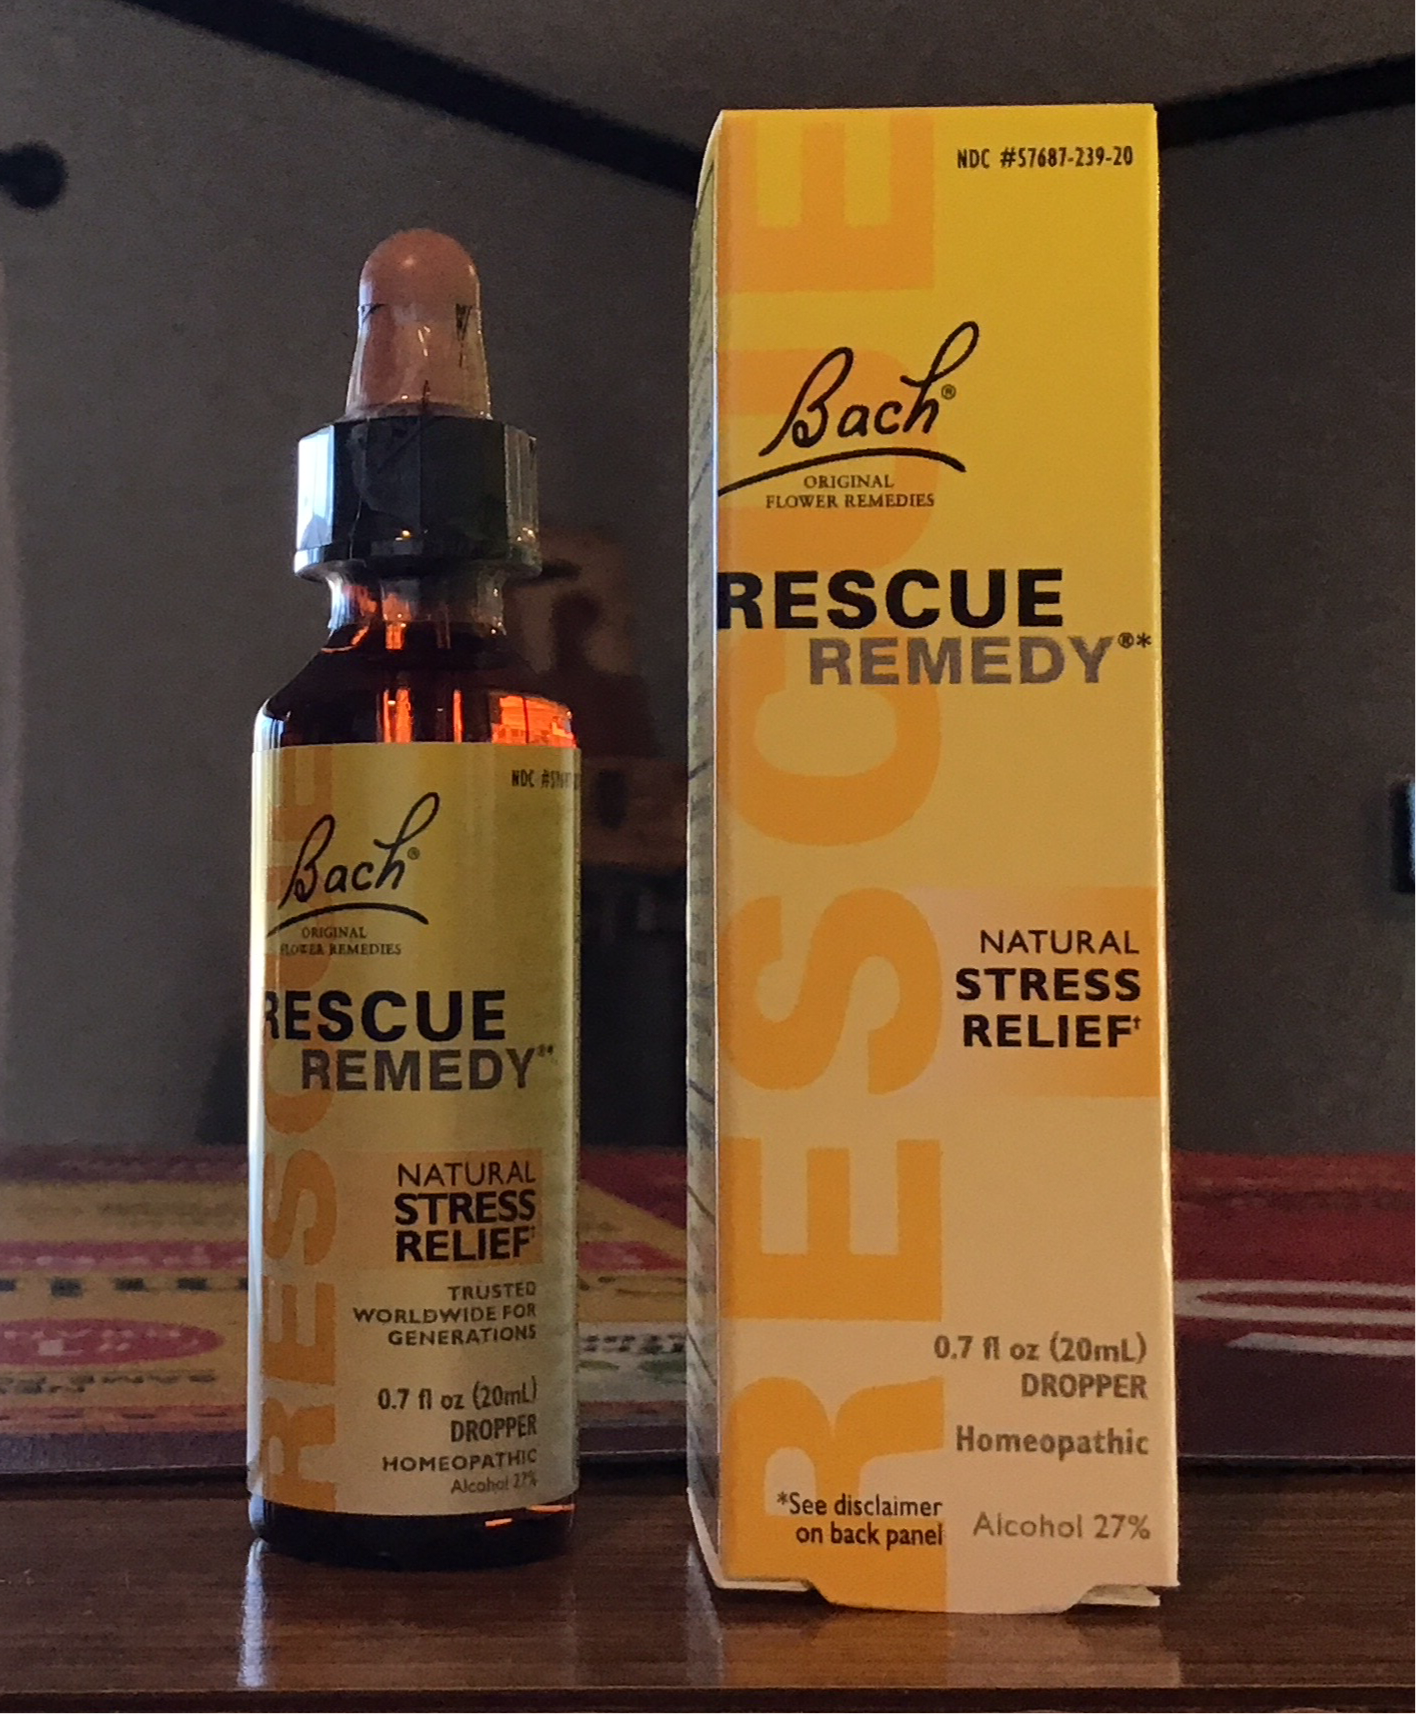 NDC #57687-239-20
Bach®
ORIGINAL
FLOWER REMEDIES
RESCUE
REMEDY®*
NATURAL
STRESS
RELIEF†
0.7 fl oz (20mL)
DROPPER
Homeopathic
*See disclaimer
on back panel
Alcohol 27%
RESCUE
NDC
Bach®
ORIGINAL
FLOWER REMEDIES
RESCUE
REMEDY®*
NATURAL
STRESS
RELIEF†
TRUSTED
WORLDWIDE FOR
GENERATIONS
0.7 fl oz (20mL)
DROPPER
HOMEOPATHIC
Alcohol 27%
RESCUE